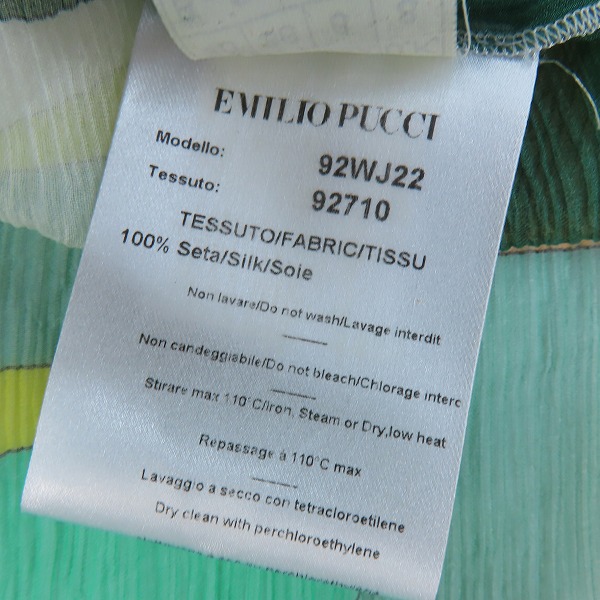 EMILIO PUCCI
Modello: 92WJ22
Tessuto: 92710
TESSUTO/FABRIC/TISSU
100% Seta/Silk/Soie
Non lavare/Do not wash/Lavage interdit
Non candeggiabile/Do not bleach/Chlorage interd
Stirare max 110°C/Iron, Steam or Dry,low heat
Repassage à 110°C max
Lavaggio a secco con tetracloroetilene
Dry clean with perchloroethylene